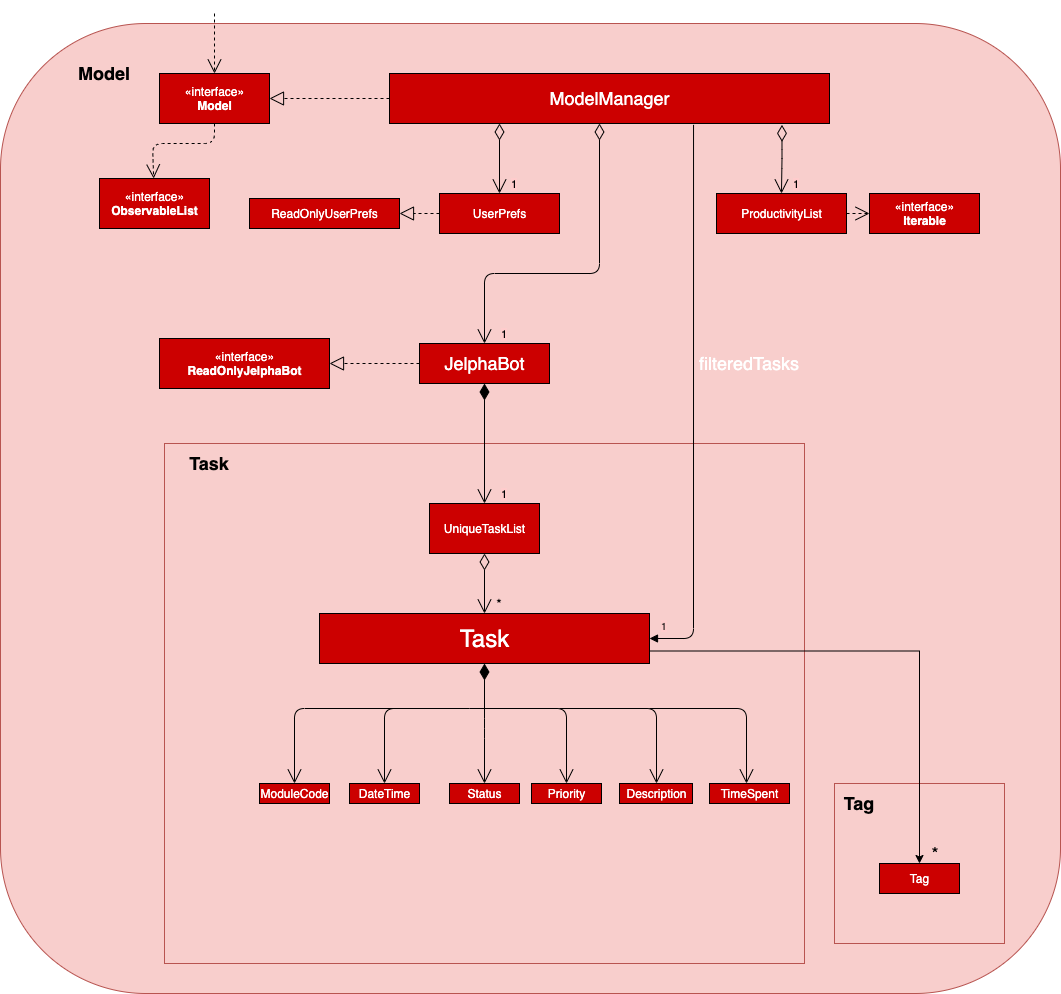 Model
«interface»
Model
ModelManager
«interface»
ObservableList
ReadOnlyUserPrefs
1
UserPrefs
1
ProductivityList
«interface»
Iterable
1
«interface»
ReadOnlyJelphaBot
JelphaBot
filteredTasks
Task
1
UniqueTaskList
*
Task
1
ModuleCode
DateTime
Status
Priority
Description
TimeSpent
Tag
*
Tag